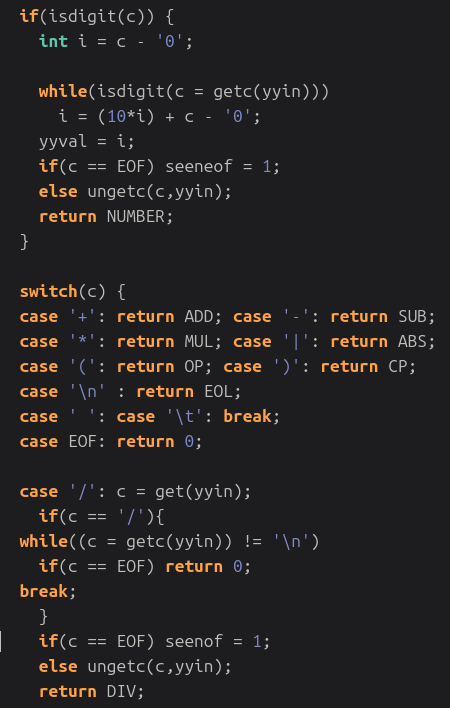 if(isdigit(c)) {
int i = c - '0';
while(isdigit(c = getc(yyin)))
i = (10*i) + c - '0';
yyval = i;
if(c == EOF) seeneof = 1;
else ungetc(c,yyin);
return NUMBER;
}
switch(c) {
case '+': return ADD; case '-': return SUB;
case '*': return MUL; case '|': return ABS;
case '(': return OP; case ')': return CP;
case '\n' : return EOL;
case ' ': case '\t': break;
case EOF: return 0;
case '/': c = get(yyin);
if(c == '/'){
while((c = getc(yyin)) != '\n')
if(c == EOF) return 0;
break;
}
if(c == EOF) seenof = 1;
else ungetc(c,yyin);
return DIV;